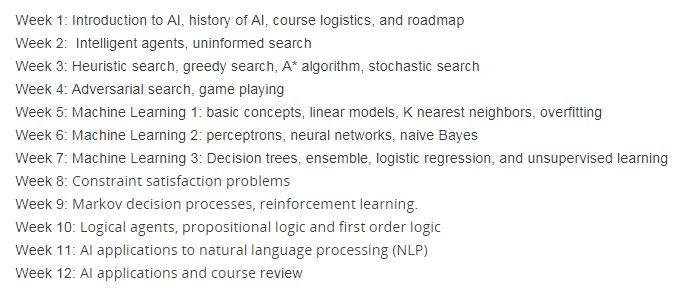 Week 1: Introduction to AI, history of AI, course logistics, and roadmap
Week 2:  Intelligent agents, uninformed search
Week 3: Heuristic search, greedy search, A* algorithm, stochastic search
Week 4: Adversarial search, game playing
Week 5: Machine Learning 1: basic concepts, linear models, K nearest neighbors, overfitting
Week 6: Machine Learning 2: perceptrons, neural networks, naive Bayes
Week 7: Machine Learning 3: Decision trees, ensemble, logistic regression, and unsupervised learning
Week 8: Constraint satisfaction problems
Week 9: Markov decision processes, reinforcement learning.
Week 10: Logical agents, propositional logic and first order logic
Week 11: AI applications to natural language processing (NLP)
Week 12: AI applications and course review